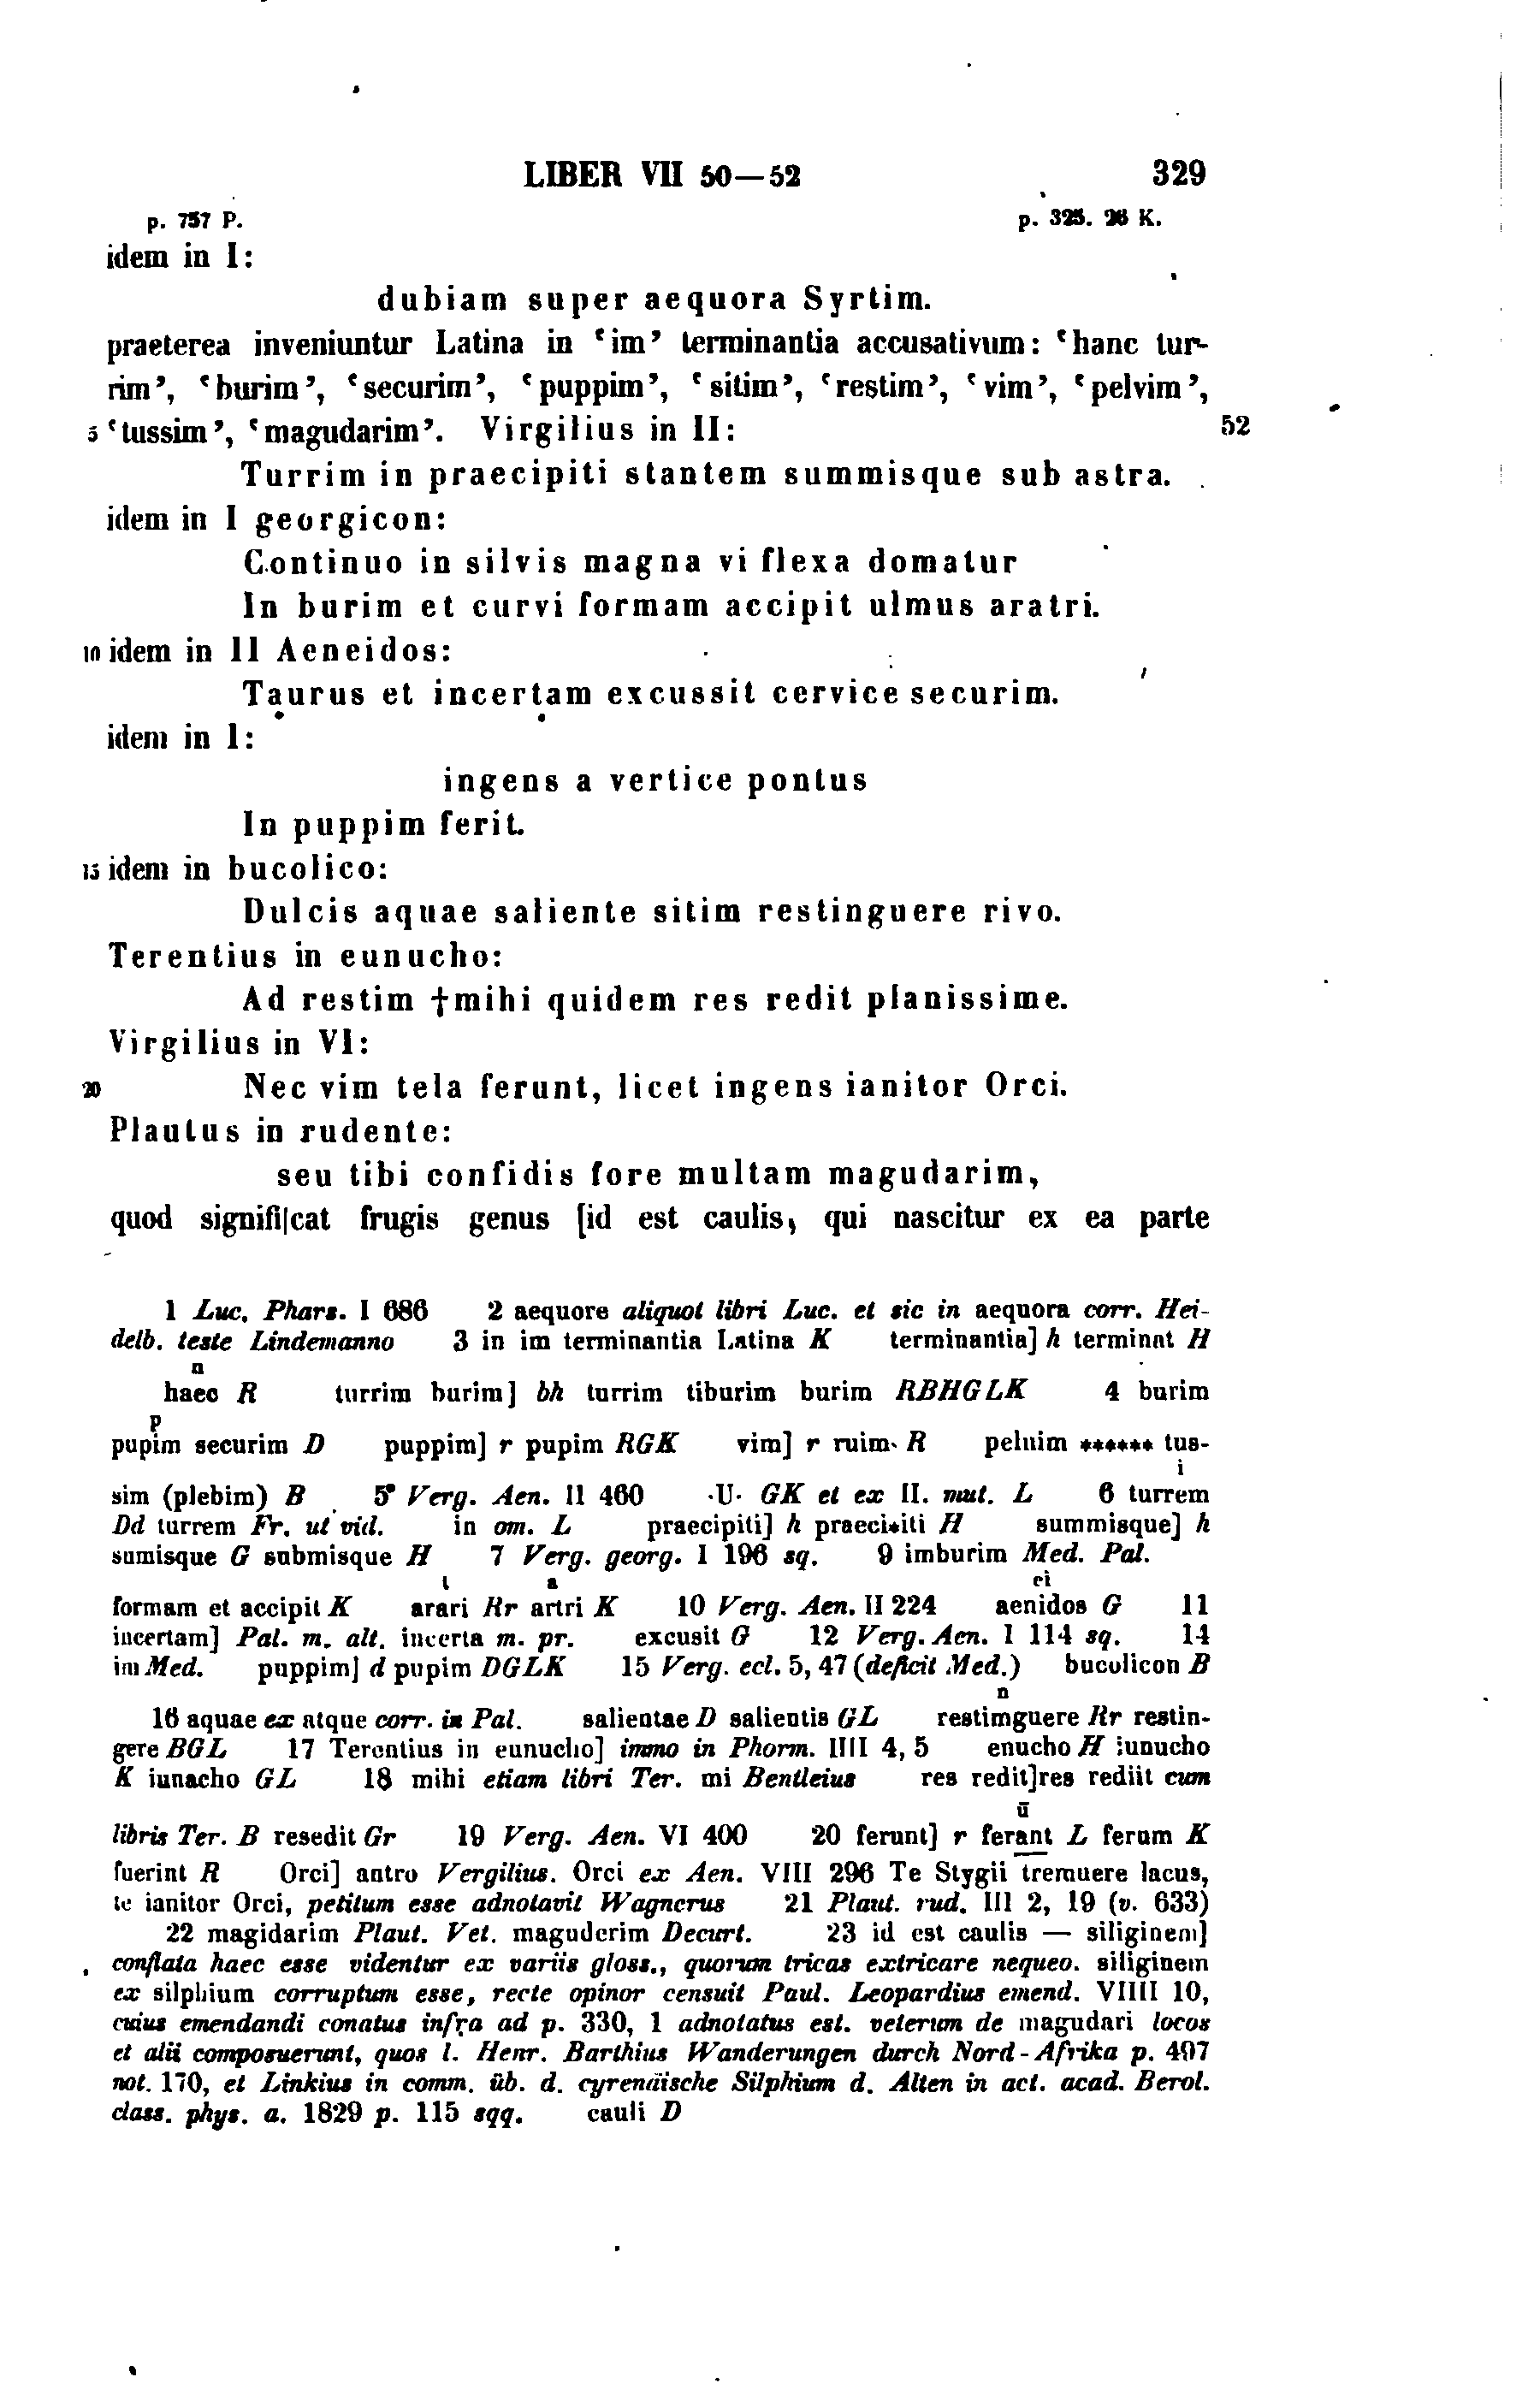 LIBER VII 50—52 329
p. 757 P. p. 325. 26 K.
idem in I:
dubiam super aequora Syrtim.
praeterea inveniuntur Latina in ‘im’ terminantia accusativum: ‘hanc tur-
rim’, ‘burim’, ‘securim’, ‘puppim’, ‘sitim’, ‘restim’, ‘vim’, ‘pelvim’,
5 ‘tussim’, ‘magudarim’. Virgilius in II: 52
Turrim in praecipiti stantem summisque sub astra.
idem in I georgicon:
Continuo in silvis magna vi flexa domatur
In burim et curvi formam accipit ulmus aratri.
10 idem in II Aeneidos:
Taurus et incertam excussit cervice securim.
idem in I:
ingens a vertice pontus
In puppim ferit.
15 idem in bucolico:
Dulcis aquae saliente sitim restinguere rivo.
Terentius in eunucho:
Ad restim †mihi quidem res redit planissime.
Virgilius in VI:
20 Nec vim tela ferunt, licet ingens ianitor Orci.
Plautus in rudente:
seu tibi confidis fore multam magudarim,
quod signifi|cat frugis genus [id est caulis, qui nascitur ex ea parte
1 Luc. Phars. I 686 2 aequore aliquot libri Luc. et sic in aequora corr. Hei-
delb. teste Lindemanno 3 in im terminantia Latina K terminantia] h terminat H
n
haec R turrim burim] bh turrim tiburim burim RBHGLK 4 burim
p
pupim securim D puppim] r pupim RGK vim] r ruim· R peluim ****** tus-
i
sim (plebim) B 5 Verg. Aen. II 460 ·U· GK et ex II. mut. L 6 turrem
Dd turrem Fr. ut vid. in om. L praecipiti] h praeci*iti H summisque] h
sumisque G submisque H 7 Verg. georg. I 196 sq. 9 imburim Med. Pal.
t a ei
formam et accipit K arari Rr artri K 10 Verg. Aen. II 224 aenidos G 11
incertam] Pal. m. alt. incerta m. pr. excusit G 12 Verg. Aen. I 114 sq. 14
im Med. puppim] d pupim DGLK 15 Verg. ecl. 5, 47 (deficit Med.) bucolicon B
n
16 aquae ex atque corr. in Pal. salientae D salientis GL restimguere Rr restin-
gere BGL 17 Terentius in eunucho] immo in Phorm. IIII 4, 5 enucho H iunucho
K iunacho GL 18 mihi etiam libri Ter. mi Bentleius res redit]res rediit cum
ū
libris Ter. B resedit Gr 19 Verg. Aen. VI 400 20 ferunt] r ferant L ferum K
fuerint R Orci] antro Vergilius. Orci ex Aen. VIII 296 Te Stygii tremuere lacus,
te ianitor Orci, petitum esse adnotavit Wagnerus 21 Plaut. rud. III 2, 19 (v. 633)
22 magidarim Plaut. Vet. maguderim Decurt. 23 id est caulis — siliginem]
conflata haec esse videntur ex variis gloss., quorum tricas extricare nequeo. siliginem
ex silphium corruptum esse, recte opinor censuit Paul. Leopardius emend. VIIII 10,
cuius emendandi conatus infra ad p. 330, 1 adnotatus est. veterum de magudari locos
et alii composuerunt, quos l. Henr. Barthius Wanderungen durch Nord-Afrika p. 497
not. 170, et Linkius in comm. üb. d. cyrenäische Silphium d. Alten in act. acad. Berol.
class. phys. a. 1829 p. 115 sqq. cauli D